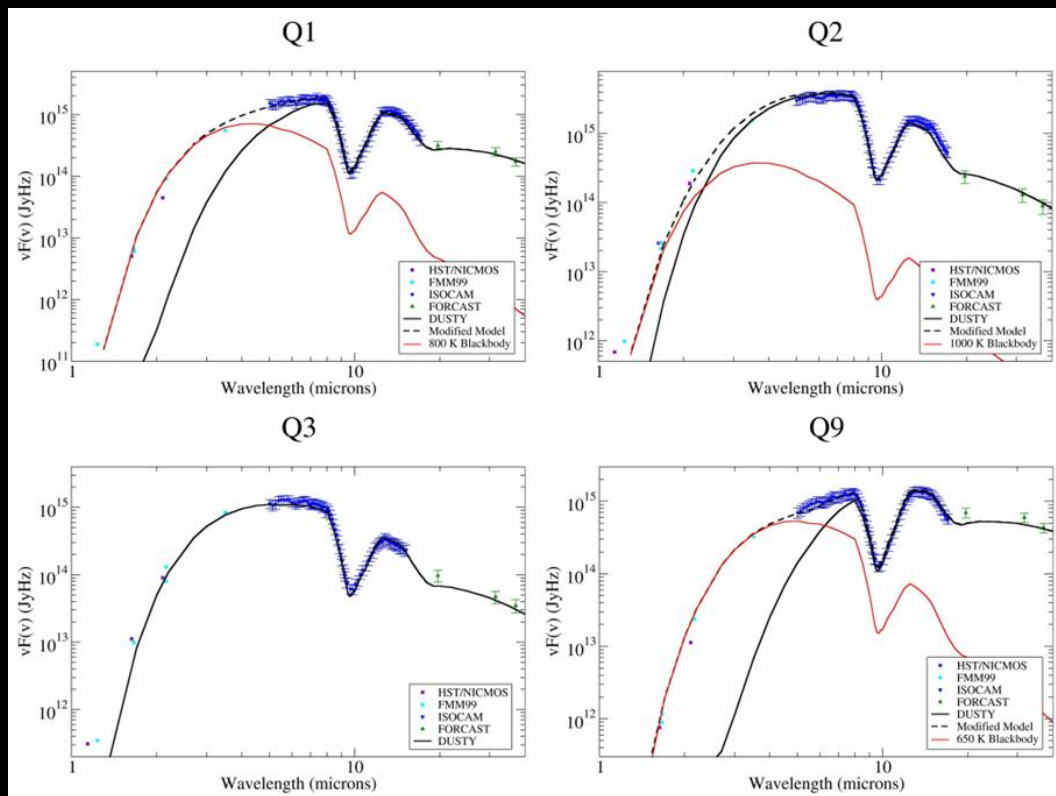 Q1
νF(ν) (JyHz)
10^15
10^14
10^13
10^12
10^11
HST/NICMOS
FMM99
ISOCAM
FORCAST
DUSTY
Modified Model
800 K Blackbody
1
10
Wavelength (microns)
Q2
νF(ν) (JyHz)
10^15
10^14
10^13
10^12
HST/NICMOS
FMM99
ISOCAM
FORCAST
DUSTY
Modified Model
1000 K Blackbody
1
10
Wavelength (microns)
Q3
νF(ν) (JyHz)
10^15
10^14
10^13
10^12
HST/NICMOS
FMM99
ISOCAM
FORCAST
DUSTY
1
10
Wavelength (microns)
Q9
νF(ν) (JyHz)
10^15
10^14
10^13
10^12
HST/NICMOS
FMM99
ISOCAM
FORCAST
DUSTY
Modified Model
650 K Blackbody
1
10
Wavelength (microns)